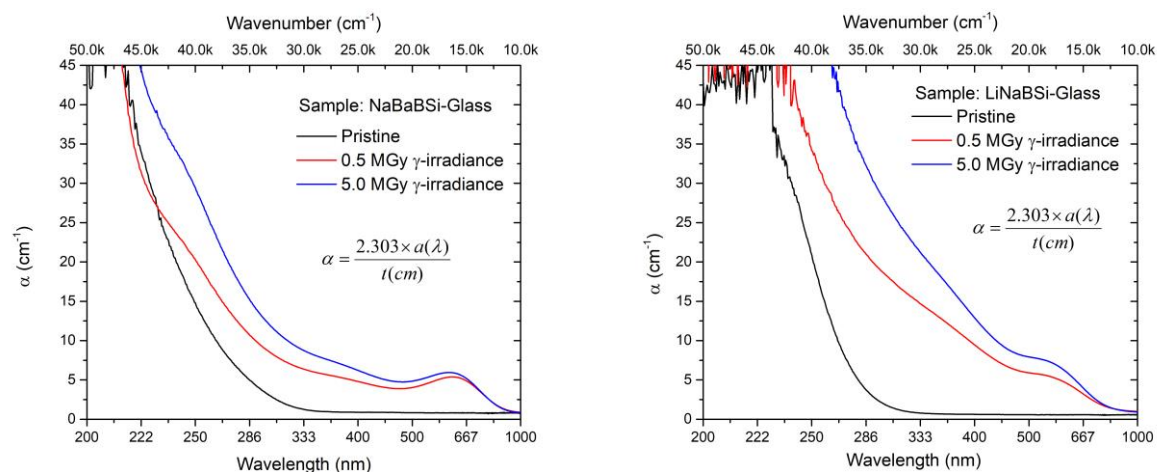 Wavenumber (cm-1)
50.0k 45.0k 40.0k 35.0k 30.0k 25.0k 20.0k 15.0k 10.0k
45
40
35
30
25
20
15
10
5
0
α (cm-1)
Sample: NaBaBSi-Glass
Pristine
0.5 MGy γ-irradiance
5.0 MGy γ-irradiance
α = 2.303 × a(λ) / t(cm)
200 222 250 286 333 400 500 667 1000
Wavelength (nm)
Wavenumber (cm-1)
50.0k 45.0k 40.0k 35.0k 30.0k 25.0k 20.0k 15.0k 10.0k
45
40
35
30
25
20
15
10
5
0
α (cm-1)
Sample: LiNaBSi-Glass
Pristine
0.5 MGy γ-irradiance
5.0 MGy γ-irradiance
α = 2.303 × a(λ) / t(cm)
200 222 250 286 333 400 500 667 1000
Wavelength (nm)